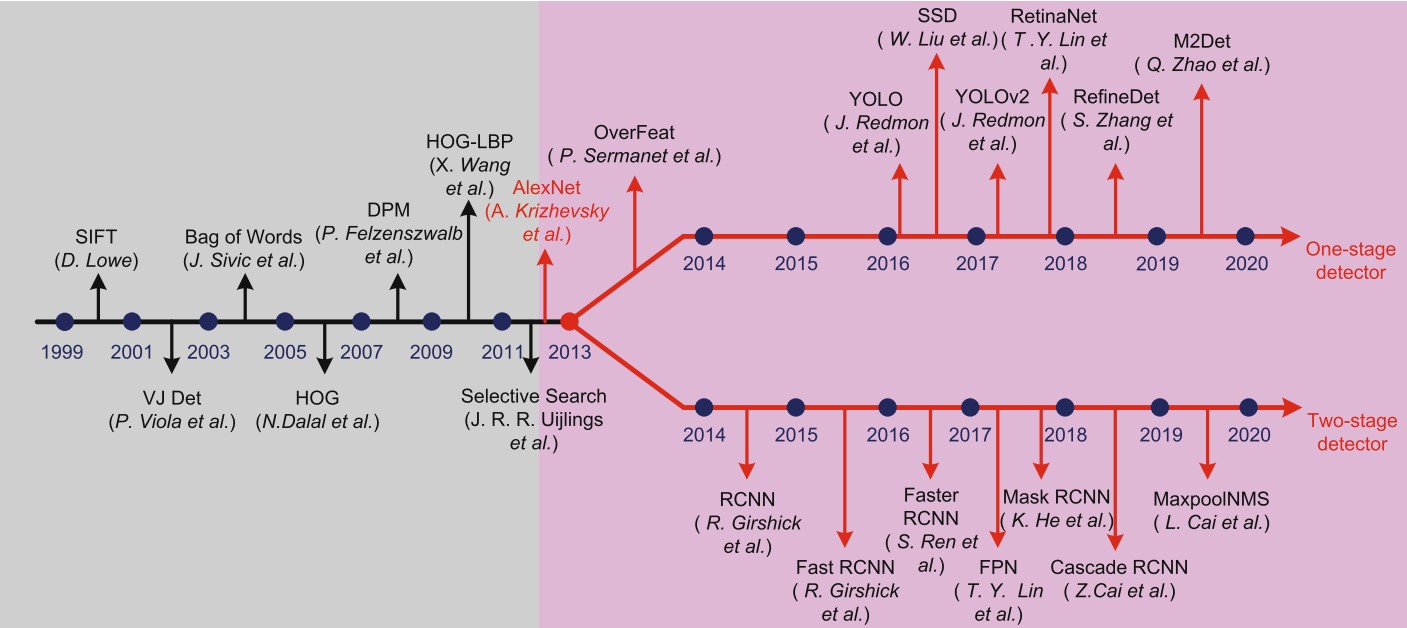 SIFT
(D. Lowe)
Bag of Words
(J. Sivic et al.)
DPM
(P. Felzenszwalb
et al.)
HOG-LBP
(X. Wang
et al.)
AlexNet
(A. Krizhevsky
et al.)
1999
2001
2003
2005
2007
2009
2011
2013
VJ Det
(P. Viola et al.)
HOG
(N.Dalal et al.)
Selective Search
(J. R. R. Uijlings
et al.)
OverFeat
( P. Sermanet et al.)
YOLO
( J. Redmon
et al.)
SSD
( W. Liu et al.)
YOLOv2
( J. Redmon
et al.)
RetinaNet
( T .Y. Lin et
al.)
RefineDet
( S. Zhang et
al.)
M2Det
( Q. Zhao et al.)
2014
2015
2016
2017
2018
2019
2020
One-stage
detector
2014
2015
2016
2017
2018
2019
2020
Two-stage
detector
RCNN
( R. Girshick
et al.)
Fast RCNN
( R. Girshick
et al.)
Faster
RCNN
( S. Ren et
al.)
FPN
( T. Y. Lin
et al.)
Mask RCNN
( K. He et al.)
Cascade RCNN
( Z.Cai et al.)
MaxpoolNMS
( L. Cai et al.)